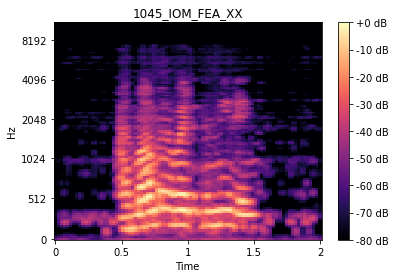 1045_IOM_FEA_XX
8192
4096
2048
1024
512
0
Hz
0
0.5
1
1.5
2
Time
+0 dB
-10 dB
-20 dB
-30 dB
-40 dB
-50 dB
-60 dB
-70 dB
-80 dB